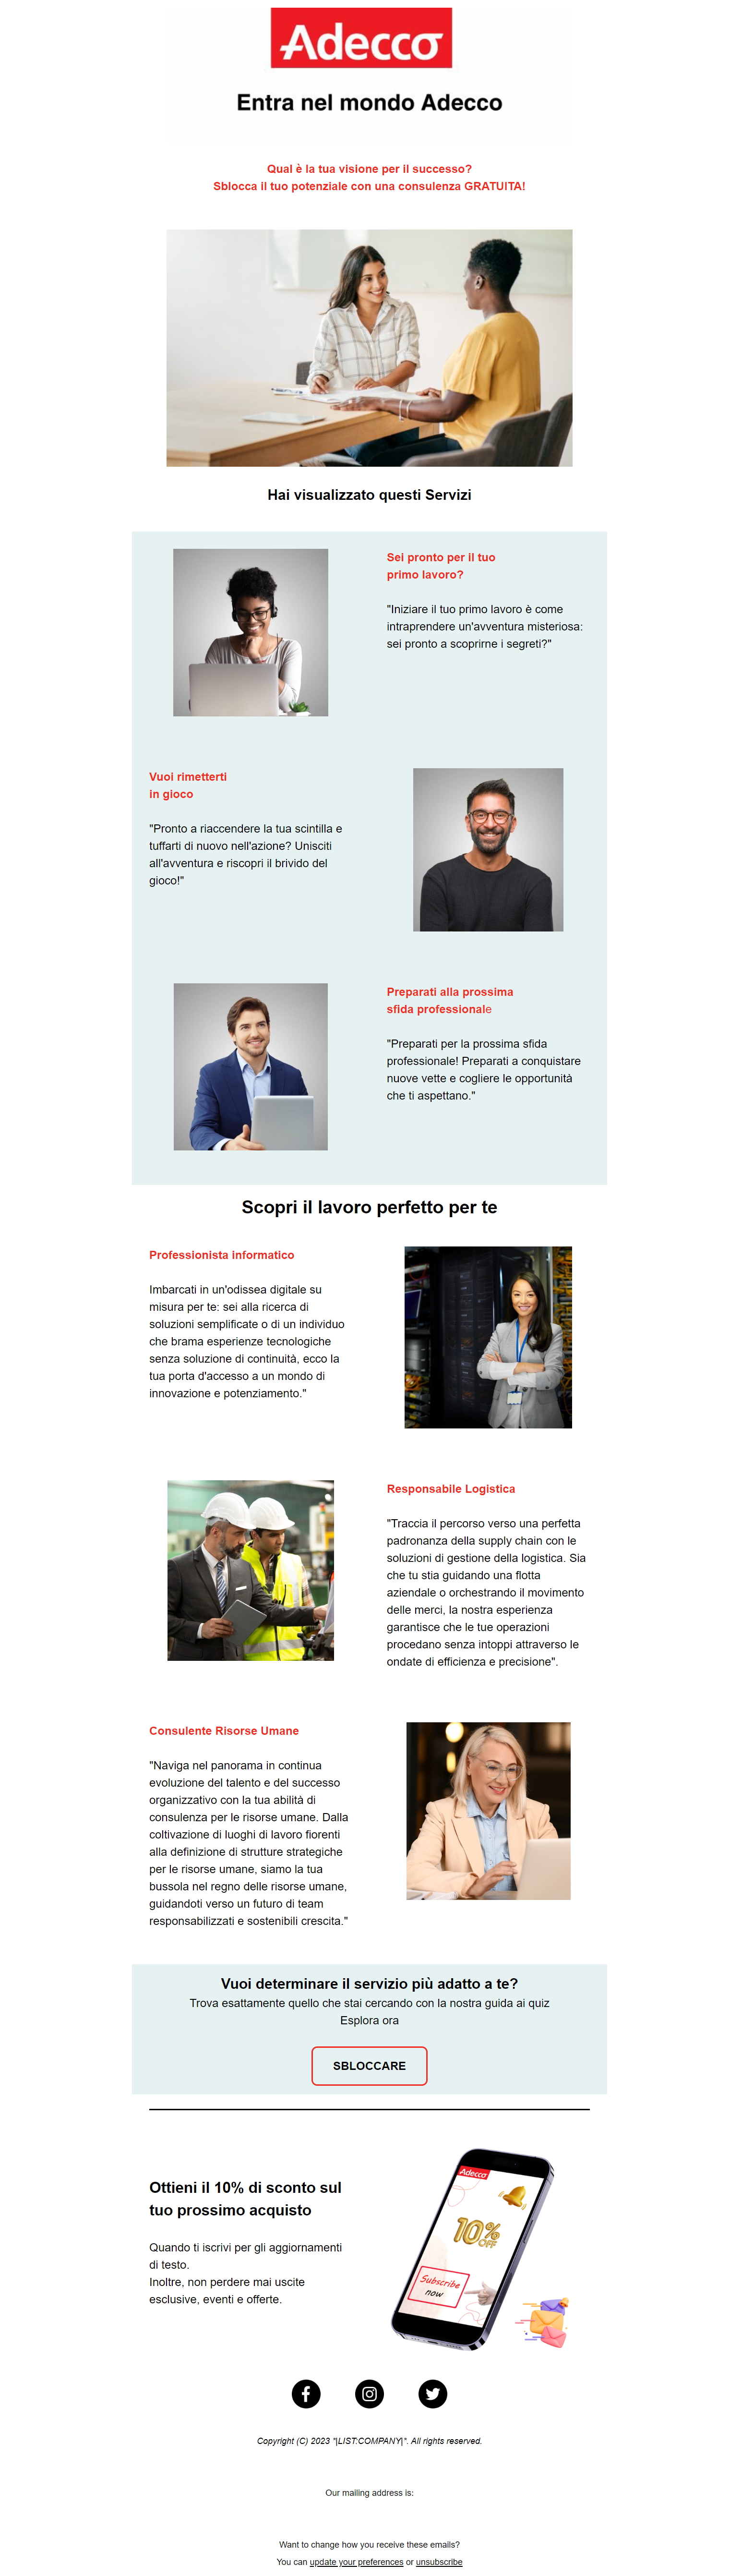 Adecco
Entra nel mondo Adecco
Qual è la tua visione per il successo?
Sblocca il tuo potenziale con una consulenza GRATUITA!
Hai visualizzato questi Servizi
Sei pronto per il tuo
primo lavoro?
"Iniziare il tuo primo lavoro è come
intraprendere un'avventura misteriosa:
sei pronto a scoprirne i segreti?"
Vuoi rimetterti
in gioco
"Pronto a riaccendere la tua scintilla e
tuffarti di nuovo nell'azione? Unisciti
all'avventura e riscopri il brivido del
gioco!"
Preparati alla prossima
sfida professionale
"Preparati per la prossima sfida
professionale! Preparati a conquistare
nuove vette e cogliere le opportunità
che ti aspettano."
Scopri il lavoro perfetto per te
Professionista informatico
Imbarcati in un'odissea digitale su
misura per te: sei alla ricerca di
soluzioni semplificate o di un individuo
che brama esperienze tecnologiche
senza soluzione di continuità, ecco la
tua porta d'accesso a un mondo di
innovazione e potenziamento."
Responsabile Logistica
"Traccia il percorso verso una perfetta
padronanza della supply chain con le
soluzioni di gestione della logistica. Sia
che tu stia guidando una flotta
aziendale o orchestrando il movimento
delle merci, la nostra esperienza
garantisce che le tue operazioni
procedano senza intoppi attraverso le
ondate di efficienza e precisione".
Consulente Risorse Umane
"Naviga nel panorama in continua
evoluzione del talento e del successo
organizzativo con la tua abilità di
consulenza per le risorse umane. Dalla
coltivazione di luoghi di lavoro fiorenti
alla definizione di strutture strategiche
per le risorse umane, siamo la tua
bussola nel regno delle risorse umane,
guidandoti verso un futuro di team
responsabilizzati e sostenibili crescita."
Vuoi determinare il servizio più adatto a te?
Trova esattamente quello che stai cercando con la nostra guida ai quiz
Esplora ora
SBLOCCARE
Ottieni il 10% di sconto sul
tuo prossimo acquisto
Quando ti iscrivi per gli aggiornamenti
di testo.
Inoltre, non perdere mai uscite
esclusive, eventi e offerte.
Adecco
10%
OFF
Subscribe
now
Copyright (C) 2023 *|LIST:COMPANY|*. All rights reserved.
Our mailing address is:
Want to change how you receive these emails?
You can update your preferences or unsubscribe